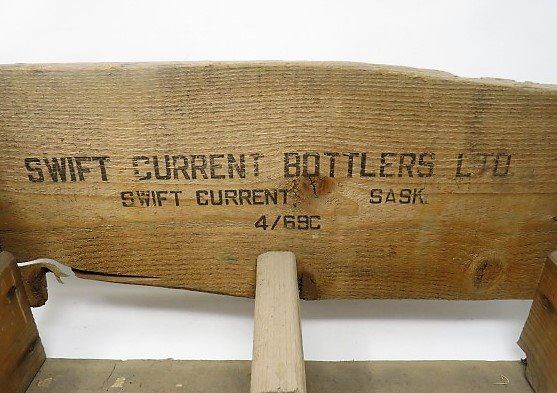 SWIFT CURRENT BOTTLERS LTD.
SWIFT CURRENT, SASK.
4/69C